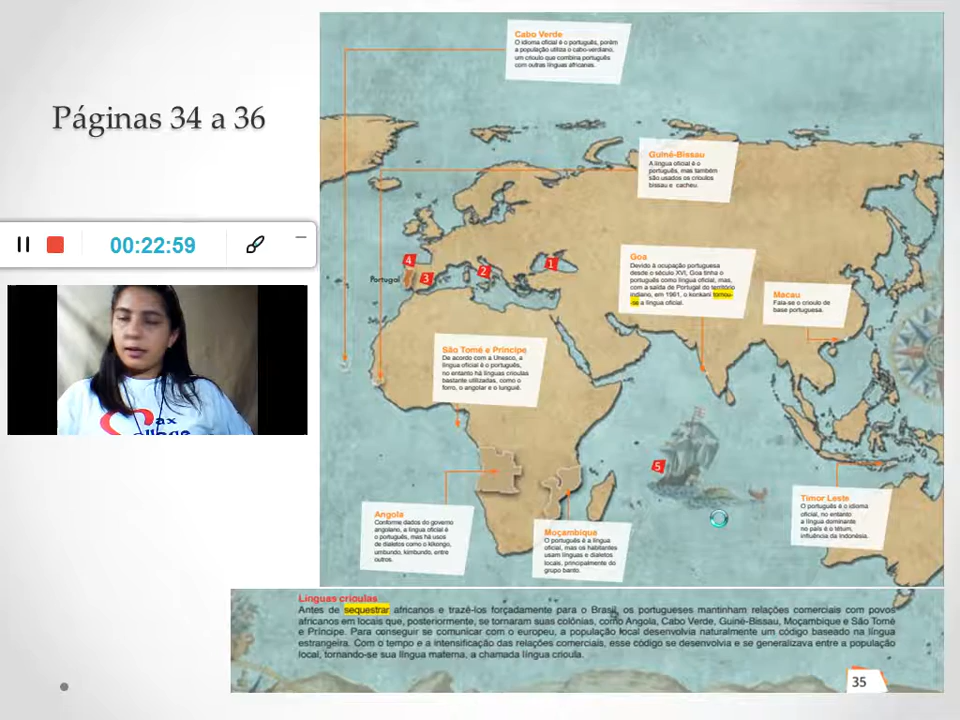 Páginas 34 a 36
00:22:59
ax
College
Cabo Verde
O idioma oficial é o português, porém
a população utiliza o cabo-verdiano,
um crioulo que combina português
com outras línguas africanas.
Guiné-Bissau
A língua oficial é o
português, mas também
são usados os crioulos
bissau e cacheu.
4
Portugal
3
2
1
Goa
Devido à ocupação portuguesa
desde o século XVI, Goa tinha o
português como língua oficial, mas,
com a saída de Portugal do território
indiano, em 1961, o konkani tornou-
-se a língua oficial.
Macau
Fala-se o crioulo de
base portuguesa.
São Tomé e Príncipe
De acordo com a Unesco, a
língua oficial é o português,
no entanto há línguas crioulas
bastante utilizadas, como o
forro, o angolar e o lunguié.
5
Angola
Conforme dados do governo
angolano, a língua oficial é
o português, mas há usos
de dialetos como o kikongo,
umbundo, kimbundo, entre
outros.
Moçambique
O português é a língua
oficial, mas os habitantes
usam línguas e dialetos
locais, principalmente do
grupo banto.
Timor Leste
O português é o idioma
oficial, no entanto
a língua dominante
no país é o tétum,
influência da Indonésia.
Línguas crioulas
Antes de sequestrar africanos e trazê-los forçadamente para o Brasil, os portugueses mantinham relações comerciais com povos
africanos em locais que, posteriormente, se tornaram suas colônias, como Angola, Cabo Verde, Guiné-Bissau, Moçambique e São Tomé
e Príncipe. Para conseguir se comunicar com o europeu, a população local desenvolvia naturalmente um código baseado na língua
estrangeira. Com o tempo e a intensificação das relações comerciais, esse código se desenvolvia e se generalizava entre a população
local, tornando-se sua língua materna, a chamada língua crioula.
35